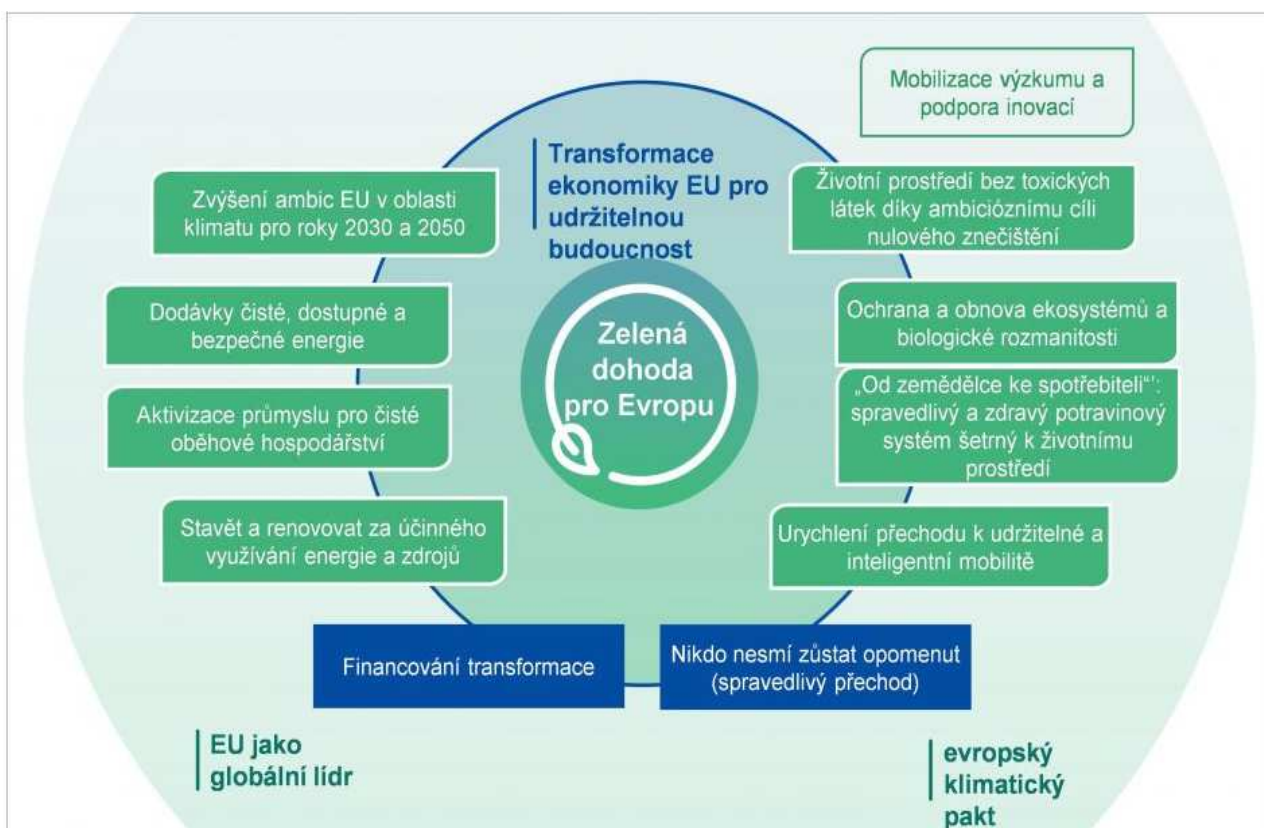 Mobilizace výzkumu a
podpora inovací
Transformace
ekonomiky EU pro
udržitelnou
budoucnost
Zvýšení ambic EU v oblasti
klimatu pro roky 2030 a 2050
Životní prostředí bez toxických
látek díky ambicióznímu cíli
nulového znečištění
Dodávky čisté, dostupné a
bezpečné energie
Ochrana a obnova ekosystémů a
biologické rozmanitosti
Zelená
dohoda
pro Evropu
Aktivizace průmyslu pro čisté
oběhové hospodářství
„Od zemědělce ke spotřebiteli“':
spravedlivý a zdravý potravinový
systém šetrný k životnímu
prostředí
Stavět a renovovat za účinného
využívání energie a zdrojů
Urychlení přechodu k udržitelné a
inteligentní mobilitě
Financování transformace
Nikdo nesmí zůstat opomenut
(spravedlivý přechod)
EU jako
globální lídr
evropský
klimatický
pakt